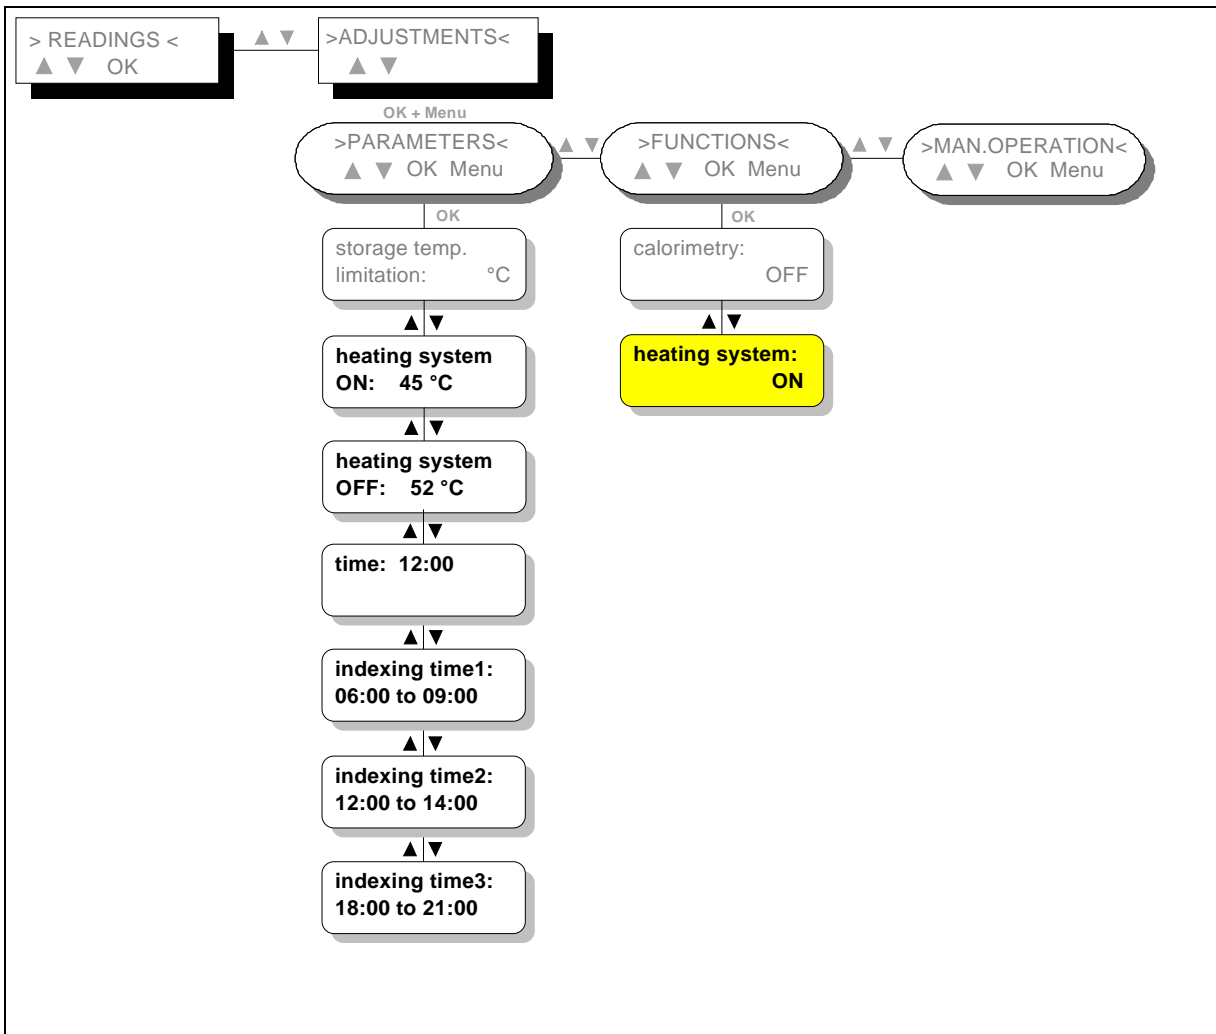 > READINGS <
▲ ▼ OK
▲ ▼
>ADJUSTMENTS<
▲ ▼
OK + Menu
>PARAMETERS<
▲ ▼ OK Menu
▲ ▼
>FUNCTIONS<
▲ ▼ OK Menu
▲ ▼
>MAN.OPERATION<
▲ ▼ OK Menu
OK
storage temp.
limitation: °C
▲ ▼
heating system
ON: 45 °C
▲ ▼
heating system
OFF: 52 °C
▲ ▼
time: 12:00
▲ ▼
indexing time1:
06:00 to 09:00
▲ ▼
indexing time2:
12:00 to 14:00
▲ ▼
indexing time3:
18:00 to 21:00
OK
calorimetry:
OFF
▲ ▼
heating system:
ON